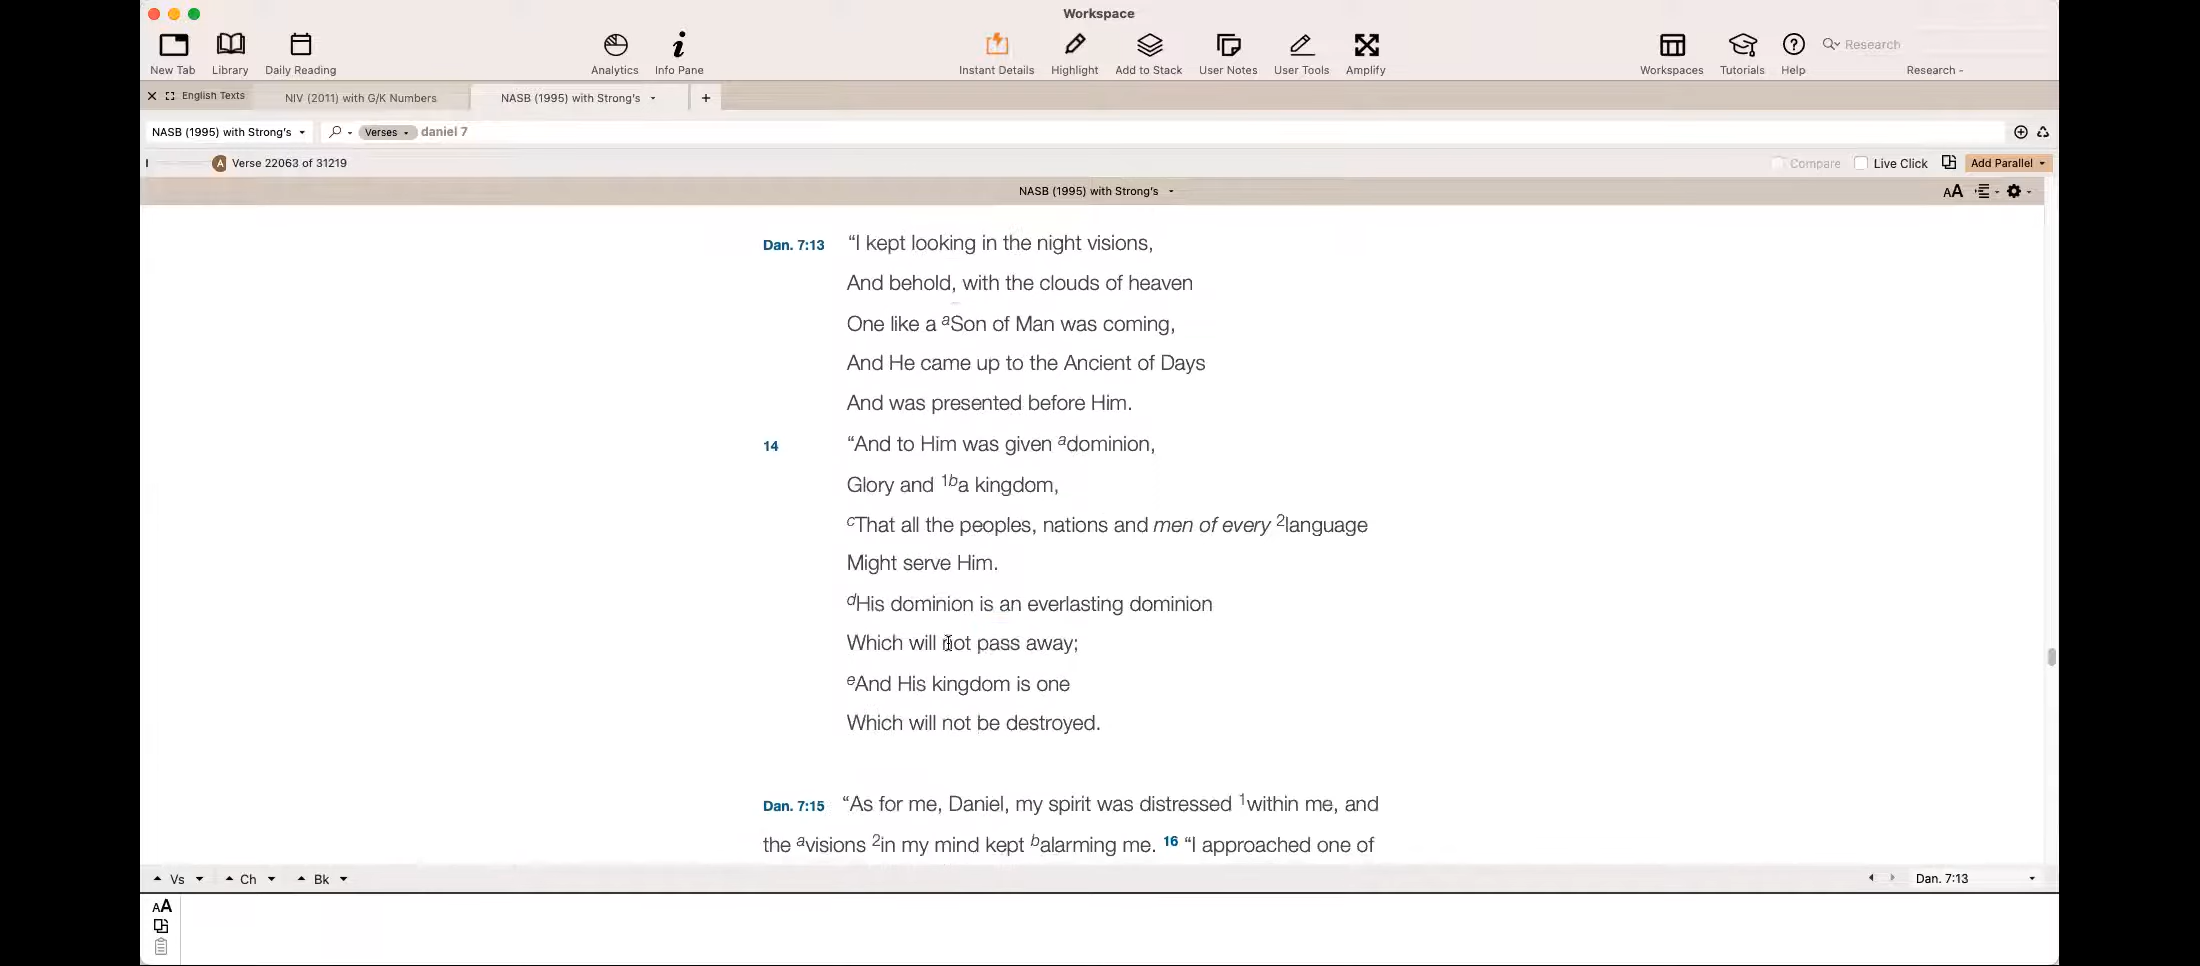 Workspace
New Tab
Library
Daily Reading
Analytics
Info Pane
Instant Details
Highlight
Add to Stack
User Notes
User Tools
Amplify
Workspaces
Tutorials
Help
Research
Research
English Texts
NIV (2011) with G/K Numbers
NASB (1995) with Strong's
+
NASB (1995) with Strong's
Verses
daniel 7
A Verse 22063 of 31219
Compare
Live Click
Add Parallel
NASB (1995) with Strong's
AA
Dan. 7:13 “I kept looking in the night visions,
And behold, with the clouds of heaven
One like a aSon of Man was coming,
And He came up to the Ancient of Days
And was presented before Him.
14 “And to Him was given adominion,
Glory and 1ba kingdom,
cThat all the peoples, nations and men of every 2language
Might serve Him.
dHis dominion is an everlasting dominion
Which will not pass away;
eAnd His kingdom is one
Which will not be destroyed.
Dan. 7:15 “As for me, Daniel, my spirit was distressed 1within me, and
the avisions 2in my mind kept balarming me. 16 “I approached one of
Vs
Ch
Bk
Dan. 7:13
AA